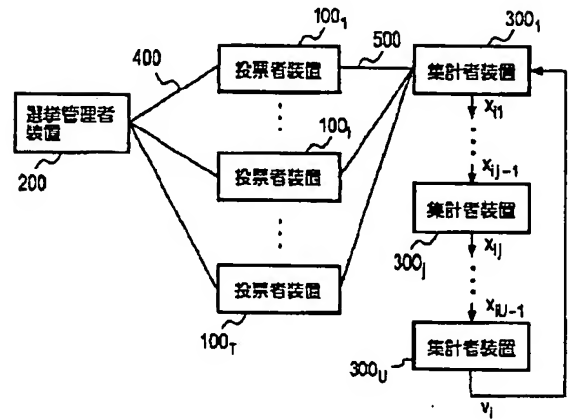 100₁
500
300₁
400
投票者装置
集計者装置
選挙管理者
装置
200
x_{i1}
100_i
x_{ij-1}
投票者装置
集計者装置
300_j
x_{ij}
投票者装置
x_{iU-1}
100_T
集計者装置
300_U
v_i